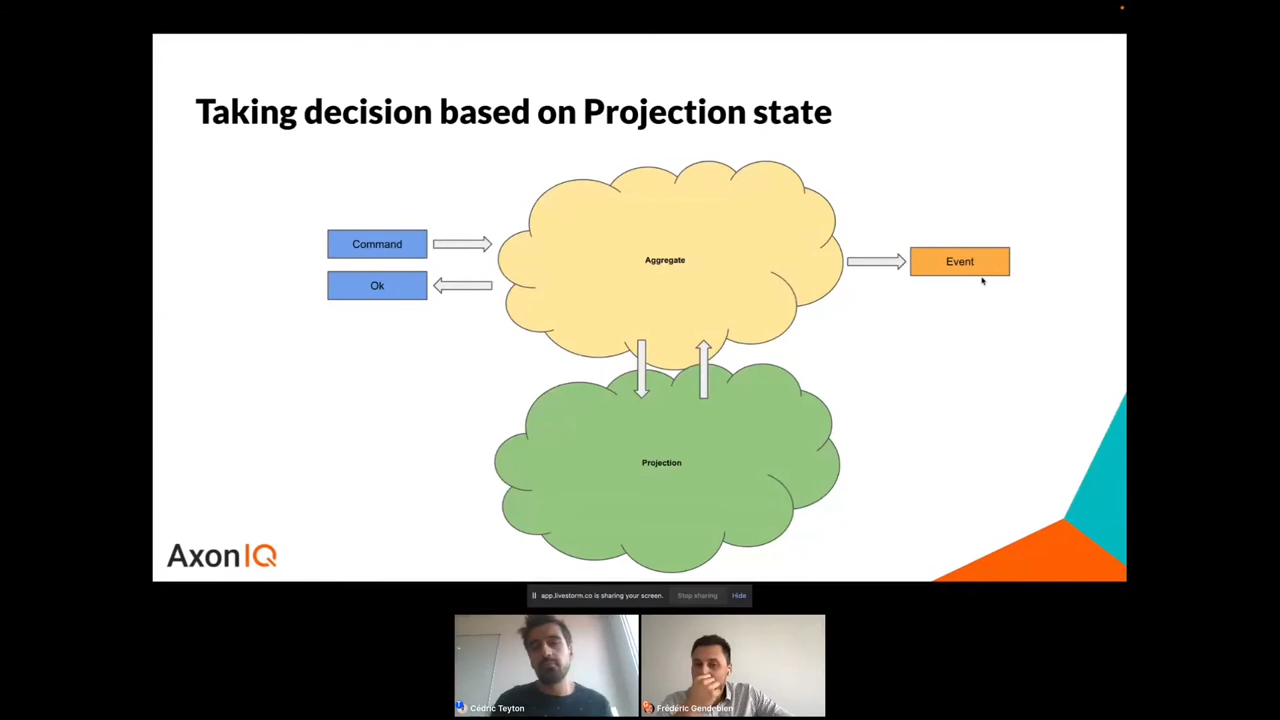 Taking decision based on Projection state
Command
Ok
Aggregate
Event
Projection
AxonIQ
app.livestorm.co is sharing your screen.
Stop sharing
Hide
Cédric Teyton
Frédéric Gendebien